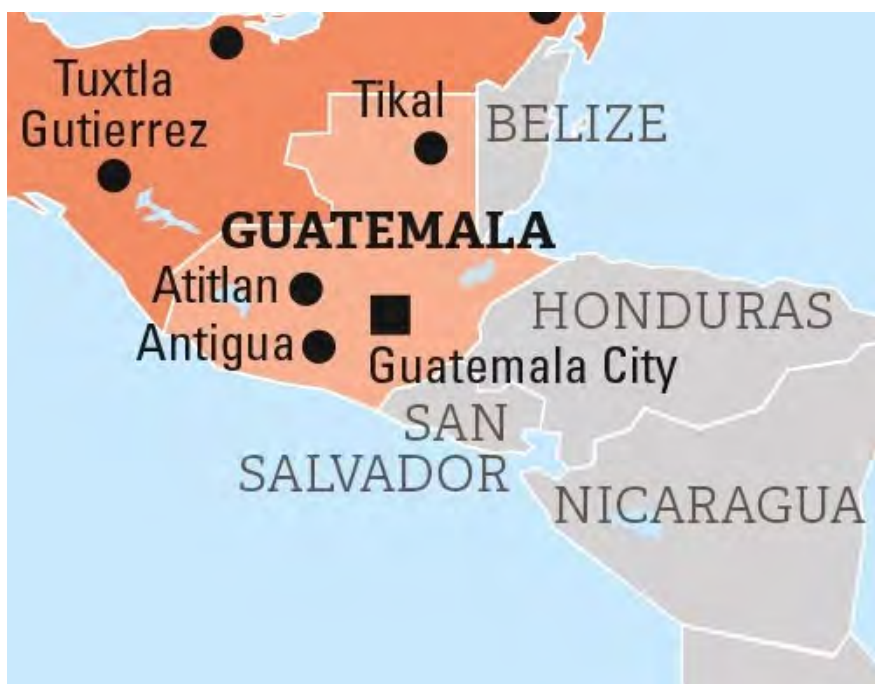 Tuxtla
Gutierrez
Tikal
BELIZE
GUATEMALA
Atitlan
Antigua
HONDURAS
Guatemala City
SAN
SALVADOR
NICARAGUA